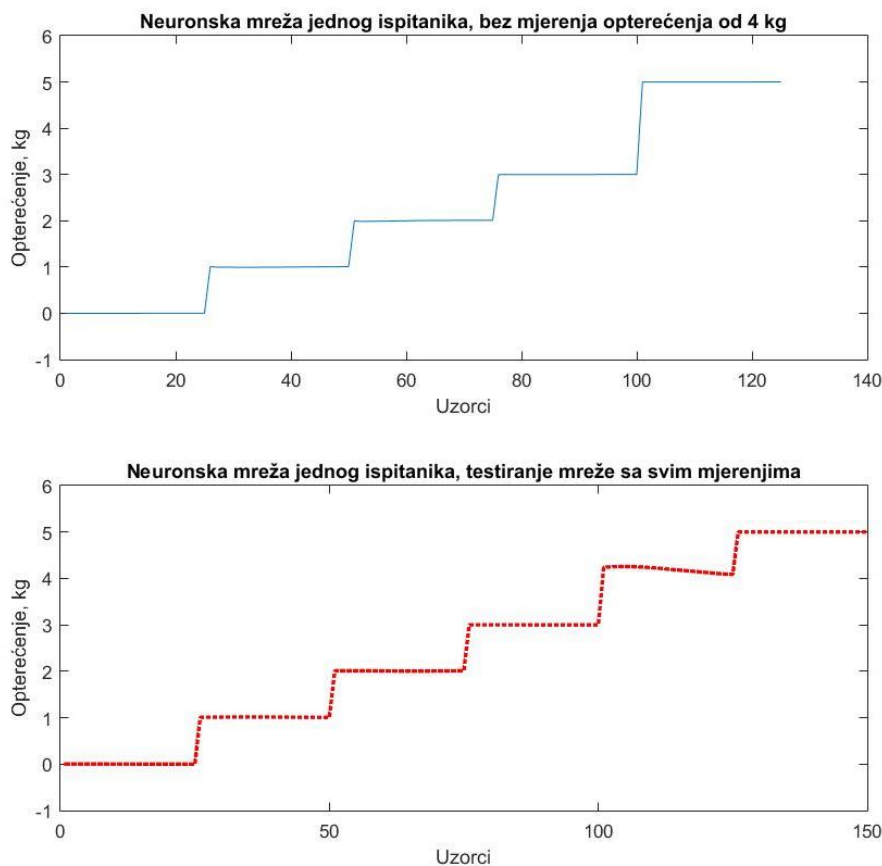 Neuronska mreža jednog ispitanika, bez mjerenja opterećenja od 4 kg
6
5
4
3
2
1
0
-1
Opterećenje, kg
0 20 40 60 80 100 120 140
Uzorci
Neuronska mreža jednog ispitanika, testiranje mreže sa svim mjerenjima
6
5
4
3
2
1
0
-1
Opterećenje, kg
0 50 100 150
Uzorci